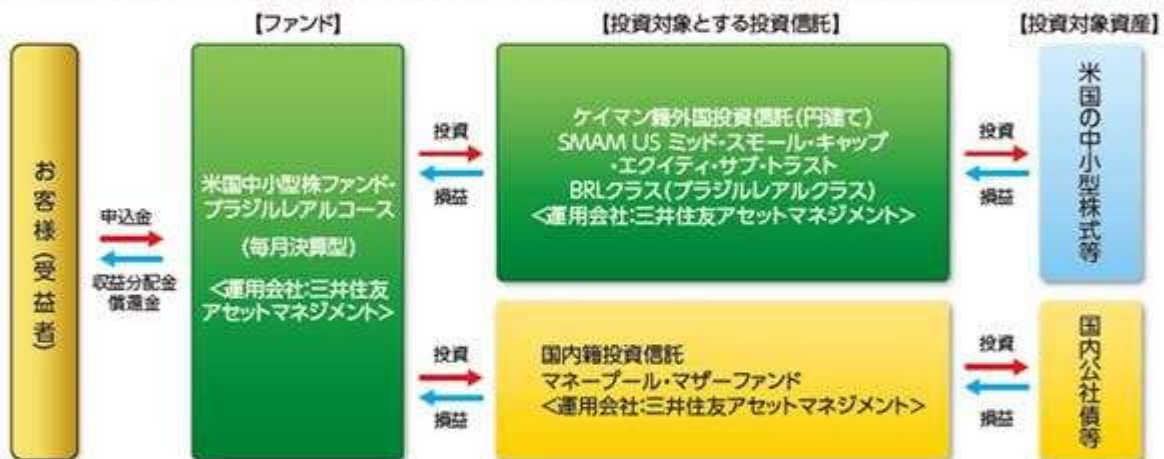 【ファンド】
【投資対象とする投資信託】
【投資対象資産】
お客様(受益者)
申込金
収益分配金
償還金
米国中小型株ファンド・
ブラジルレアルコース
(毎月決算型)
<運用会社:三井住友
アセットマネジメント>
投資
損益
ケイマン籍外国投資信託(円建て)
SMAM US ミッド・スモール・キャップ
・エクイティ・サブ・トラスト
BRLクラス(ブラジルレアルクラス)
<運用会社:三井住友アセットマネジメント>
投資
損益
米国の中小型株式等
投資
損益
国内籍投資信託
マネープール・マザーファンド
<運用会社:三井住友アセットマネジメント>
投資
損益
国内公社債等